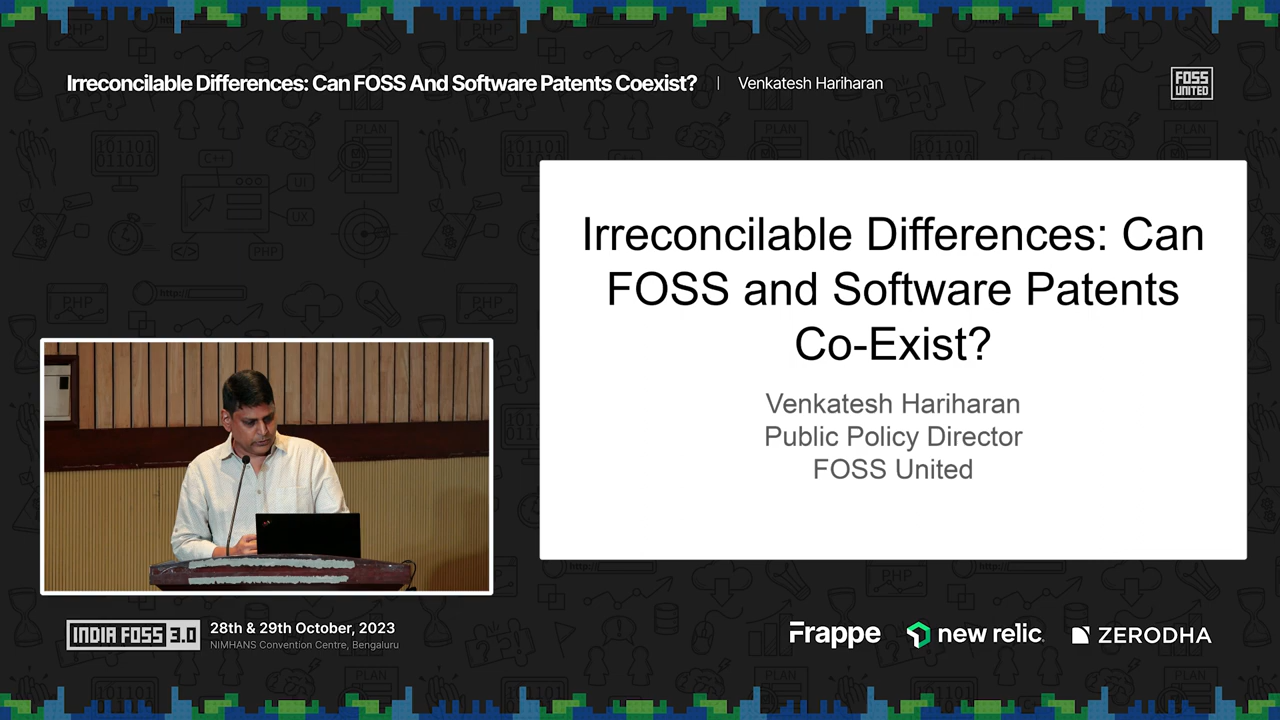 Irreconcilable Differences: Can FOSS And Software Patents Coexist? | Venkatesh Hariharan
FOSS
UNITED
Irreconcilable Differences: Can
FOSS and Software Patents
Co-Exist?
Venkatesh Hariharan
Public Policy Director
FOSS United
INDIA FOSS 3.0
28th & 29th October, 2023
NIMHANS Convention Centre, Bengaluru
Frappe
new relic
ZERODHA